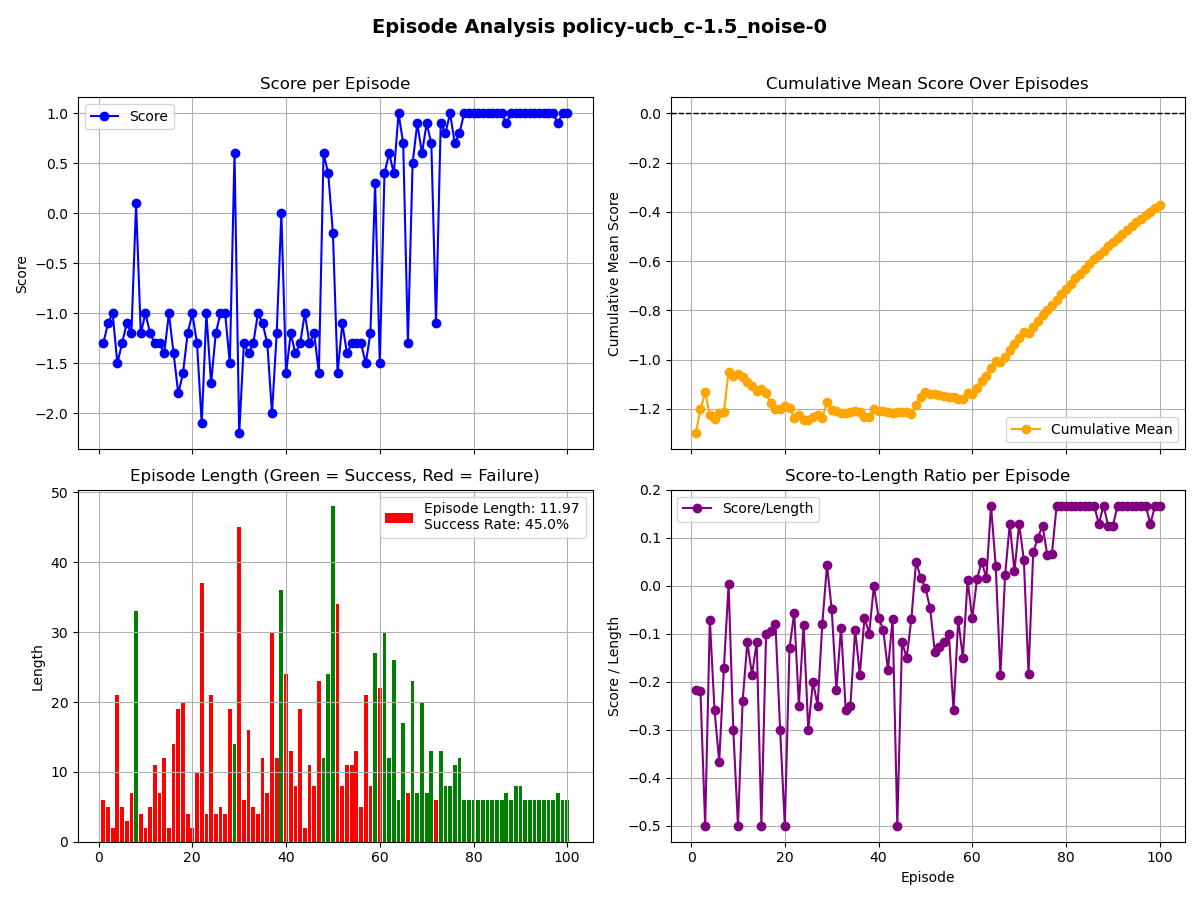 Episode Analysis policy-ucb_c-1.5_noise-0
Score per Episode
Score
1.0
0.5
0.0
−0.5
−1.0
−1.5
−2.0
Score
Cumulative Mean Score Over Episodes
0.0
−0.2
−0.4
−0.6
−0.8
−1.0
−1.2
Cumulative Mean Score
Cumulative Mean
Episode Length (Green = Success, Red = Failure)
Episode Length: 11.97
Success Rate: 45.0%
50
40
30
20
10
0
Length
0 20 40 60 80 100
Score-to-Length Ratio per Episode
Score/Length
0.2
0.1
0.0
−0.1
−0.2
−0.3
−0.4
−0.5
Score / Length
0 20 40 60 80 100
Episode